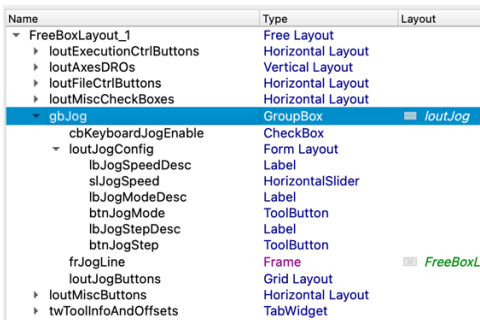 Name Type Layout
FreeBoxLayout_1 Free Layout
loutExecutionCtrlButtons Horizontal Layout
loutAxesDROs Vertical Layout
loutFileCtrlButtons Horizontal Layout
loutMiscCheckBoxes Horizontal Layout
gbJog GroupBox loutJog
cbKeyboardJogEnable CheckBox
loutJogConfig Form Layout
lbJogSpeedDesc Label
slJogSpeed HorizontalSlider
lbJogModeDesc Label
btnJogMode ToolButton
lbJogStepDesc Label
btnJogStep ToolButton
frJogLine Frame FreeBoxL
loutJogButtons Grid Layout
loutMiscButtons Horizontal Layout
twToolInfoAndOffsets TabWidget